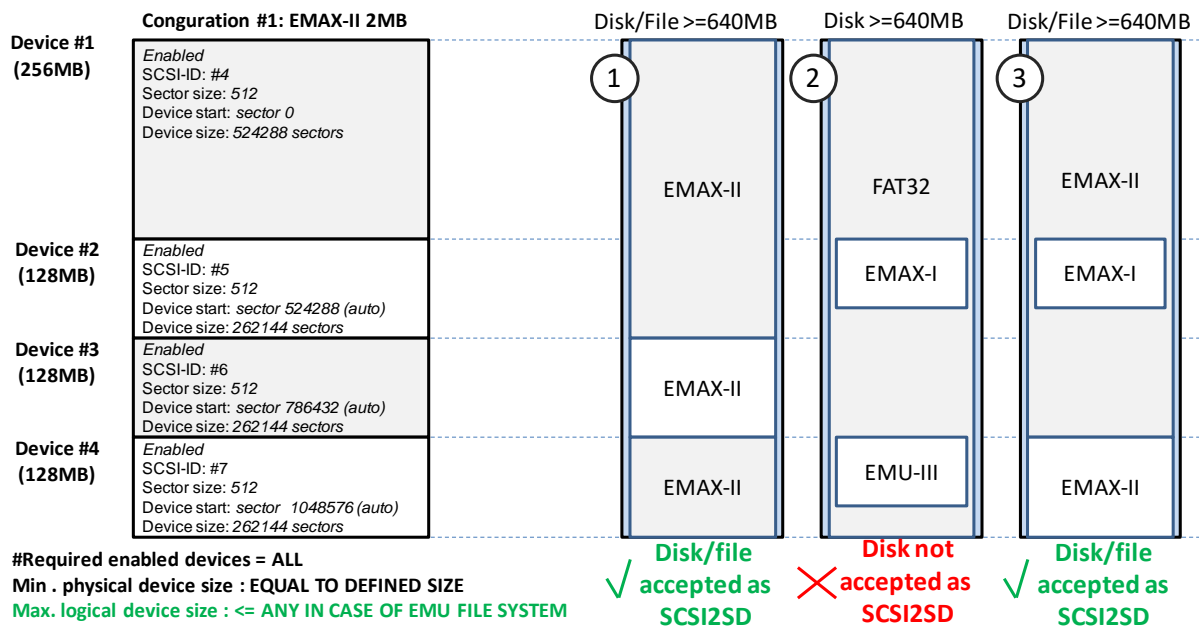 Conguration #1: EMAX-II 2MB
Disk/File >=640MB
Disk >=640MB
Disk/File >=640MB
Device #1
(256MB)
Enabled
SCSI-ID: #4
Sector size: 512
Device start: sector 0
Device size: 524288 sectors
Device #2
(128MB)
Enabled
SCSI-ID: #5
Sector size: 512
Device start: sector 524288 (auto)
Device size: 262144 sectors
Device #3
(128MB)
Enabled
SCSI-ID: #6
Sector size: 512
Device start: sector 786432 (auto)
Device size: 262144 sectors
Device #4
(128MB)
Enabled
SCSI-ID: #7
Sector size: 512
Device start: sector 1048576 (auto)
Device size: 262144 sectors
1
EMAX-II
EMAX-II
EMAX-II
2
FAT32
EMAX-I
EMU-III
3
EMAX-II
EMAX-I
EMAX-II
#Required enabled devices = ALL
Min . physical device size : EQUAL TO DEFINED SIZE
Max. logical device size : <= ANY IN CASE OF EMU FILE SYSTEM
Disk/file
accepted as
SCSI2SD
Disk not
accepted as
SCSI2SD
Disk/file
accepted as
SCSI2SD